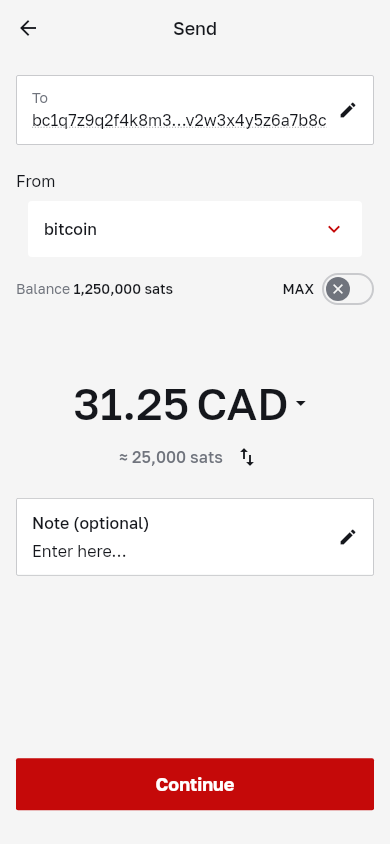 Send
To
bc1q7z9q2f4k8m3...v2w3x4y5z6a7b8c
From
bitcoin
Balance 1,250,000 sats MAX
31.25 CAD
≈ 25,000 sats
Note (optional)
Enter here...
Continue